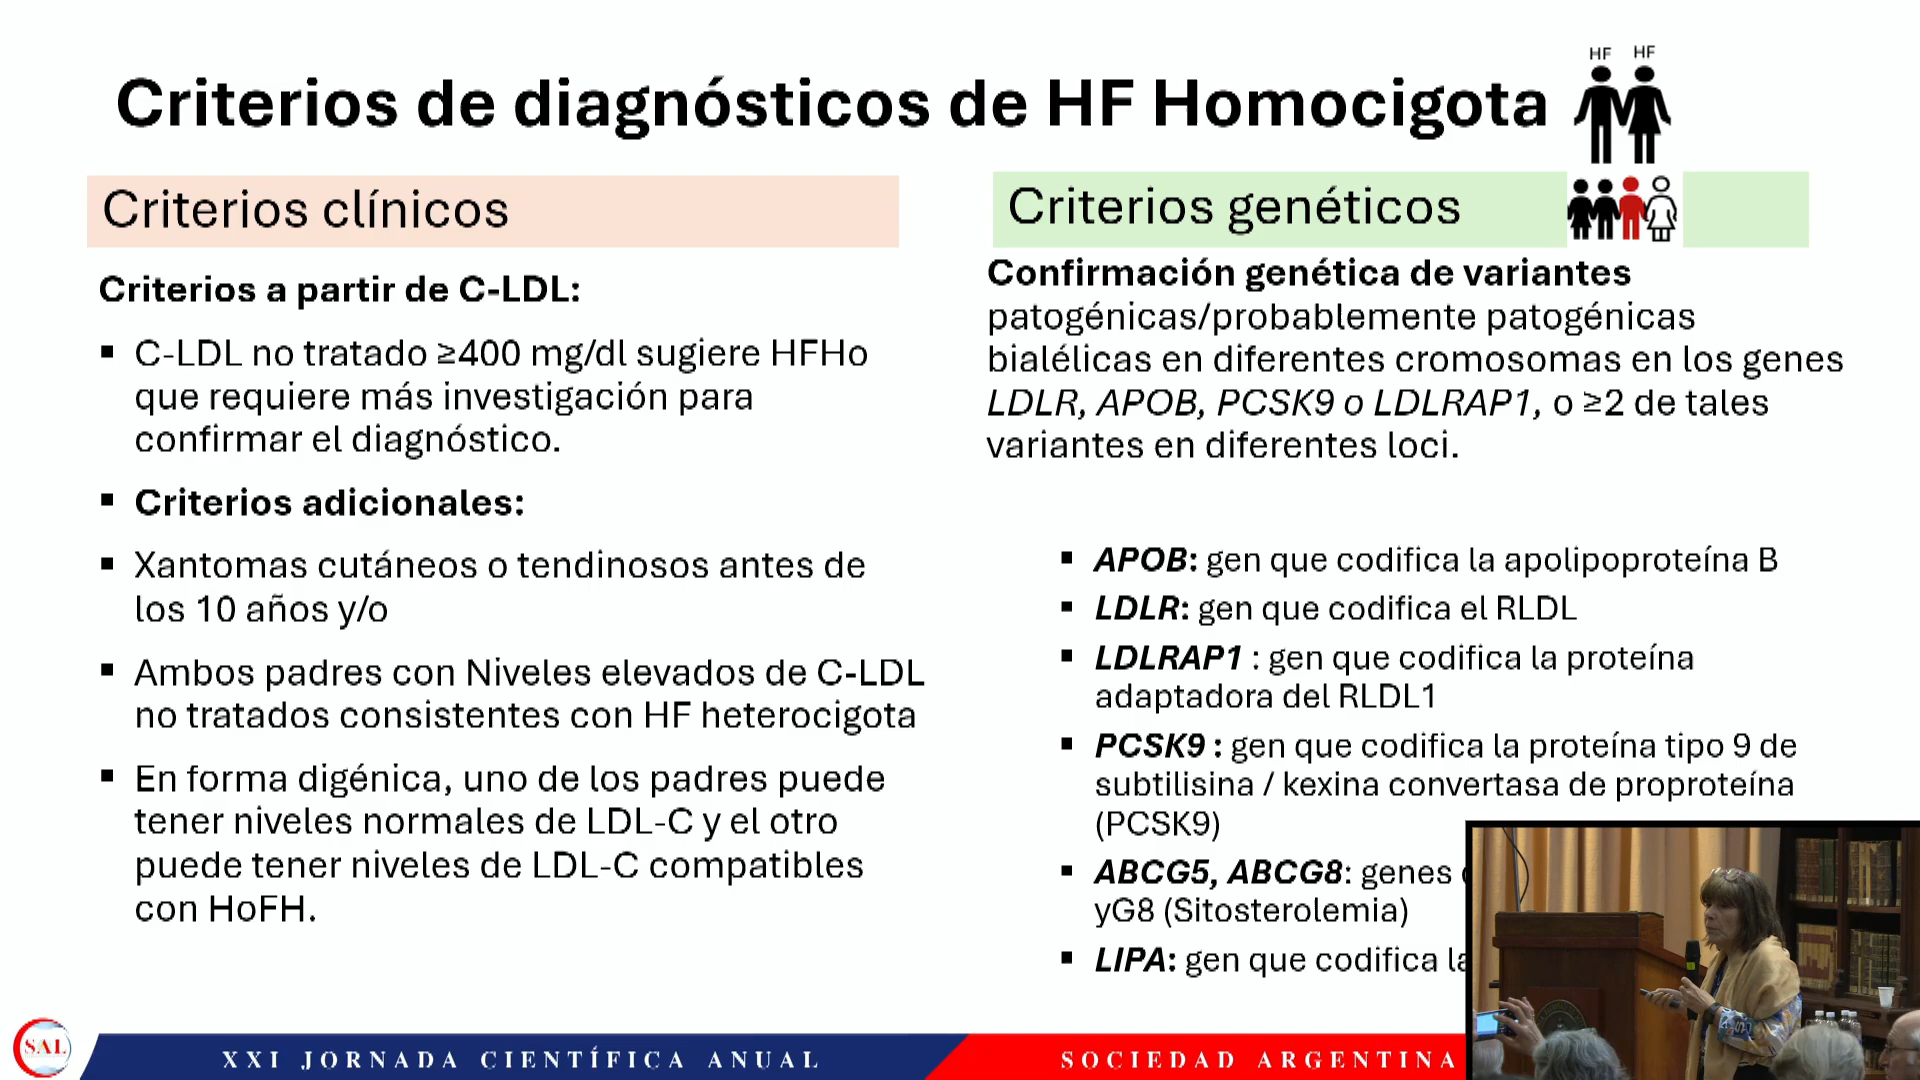 HF HF
Criterios de diagnósticos de HF Homocigota
Criterios clínicos
Criterios a partir de C-LDL:
▪ C-LDL no tratado ≥400 mg/dl sugiere HFHo
que requiere más investigación para
confirmar el diagnóstico.
▪ Criterios adicionales:
▪ Xantomas cutáneos o tendinosos antes de
los 10 años y/o
▪ Ambos padres con Niveles elevados de C-LDL
no tratados consistentes con HF heterocigota
▪ En forma digénica, uno de los padres puede
tener niveles normales de LDL-C y el otro
puede tener niveles de LDL-C compatibles
con HoFH.
Criterios genéticos
Confirmación genética de variantes
patogénicas/probablemente patogénicas
bialélicas en diferentes cromosomas en los genes
LDLR, APOB, PCSK9 o LDLRAP1, o ≥2 de tales
variantes en diferentes loci.
▪ APOB: gen que codifica la apolipoproteína B
▪ LDLR: gen que codifica el RLDL
▪ LDLRAP1 : gen que codifica la proteína
adaptadora del RLDL1
▪ PCSK9 : gen que codifica la proteína tipo 9 de
subtilisina / kexina convertasa de proproteína
(PCSK9)
▪ ABCG5, ABCG8: genes
yG8 (Sitosterolemia)
▪ LIPA: gen que codifica la
SAL
XXI JORNADA CIENTÍFICA ANUAL
SOCIEDAD ARGENTINA